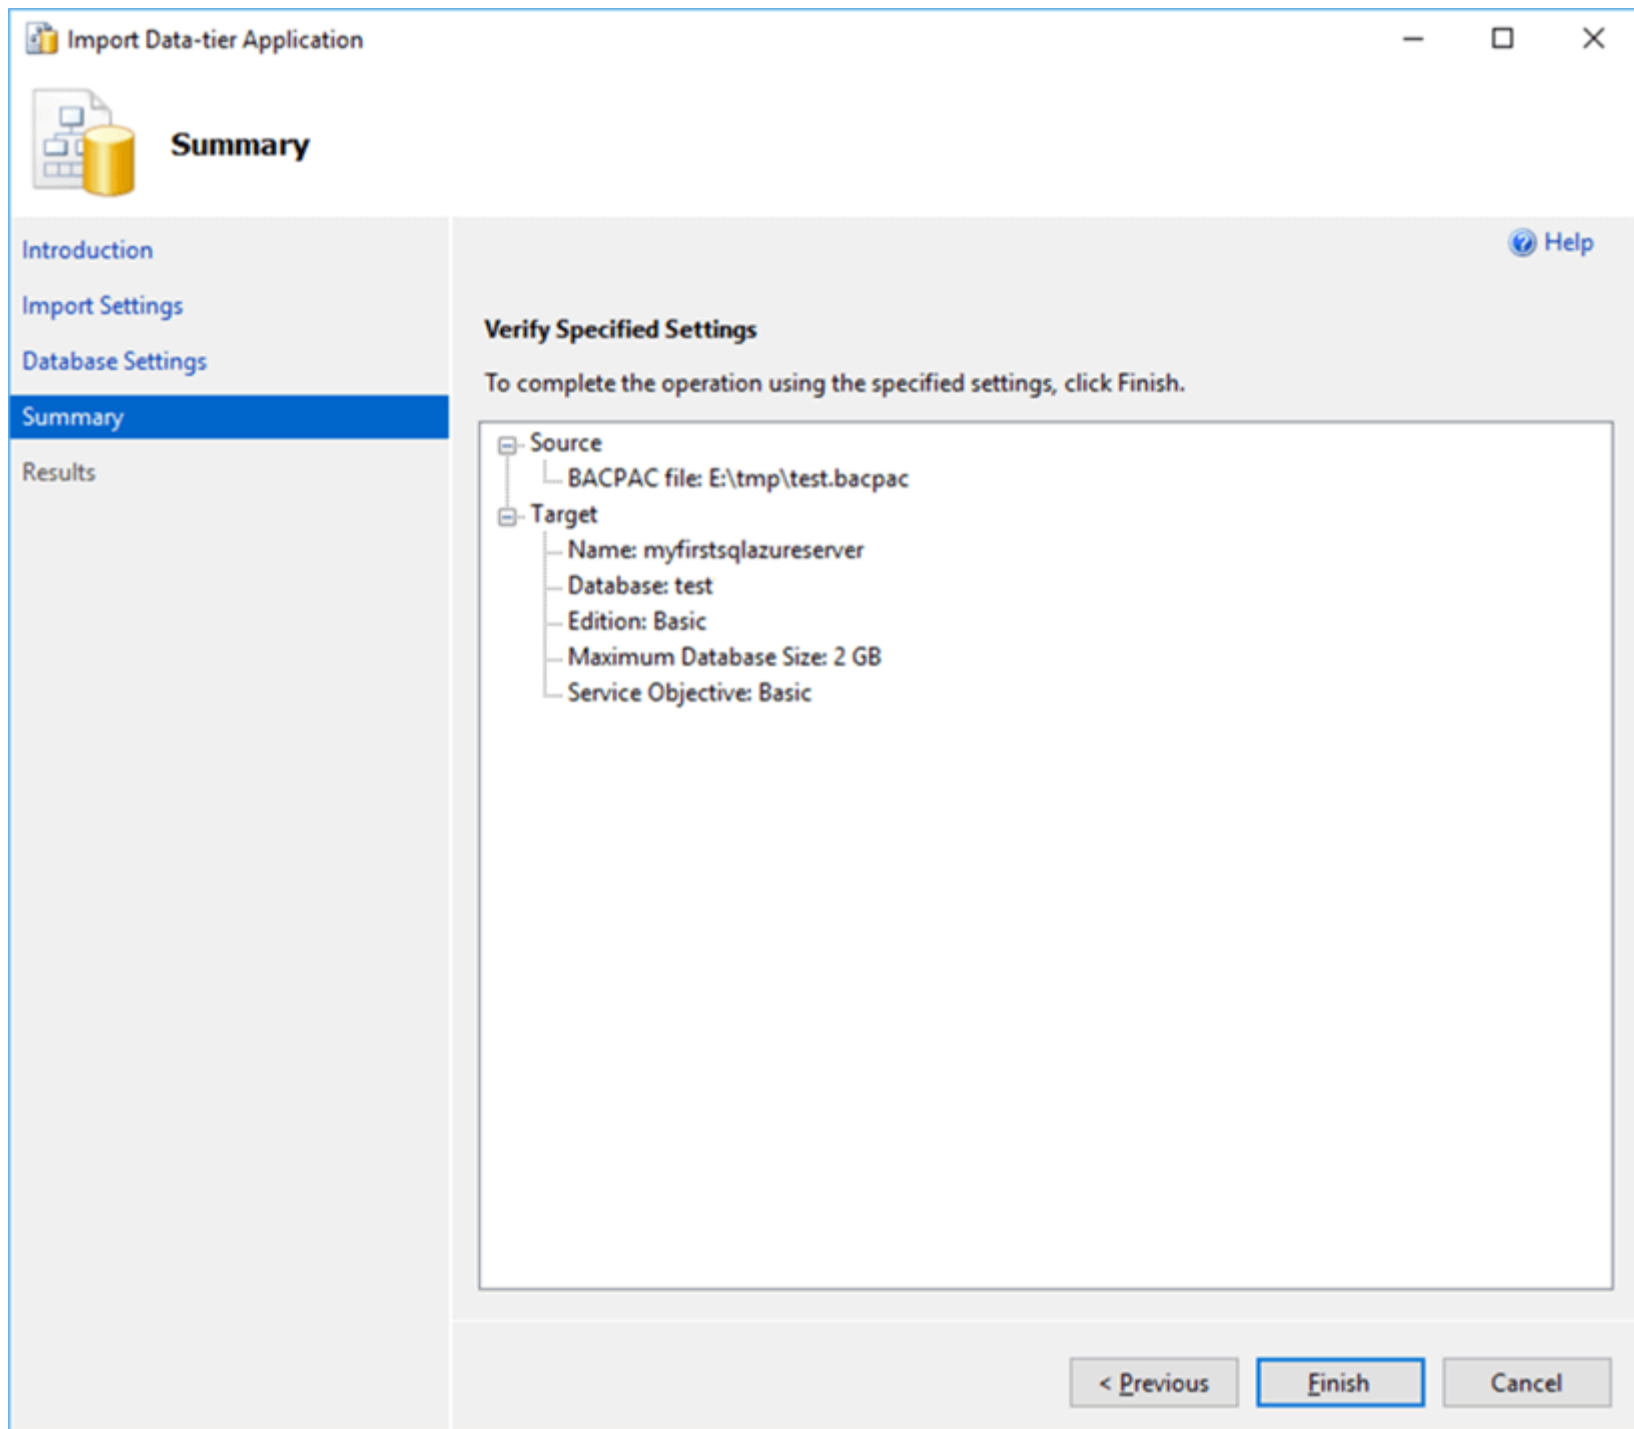 Import Data-tier Application
Summary
Introduction
Import Settings
Database Settings
Summary
Results
Help
Verify Specified Settings
To complete the operation using the specified settings, click Finish.
Source
BACPAC file: E:\tmp\test.bacpac
Target
Name: myfirstsqlazureserver
Database: test
Edition: Basic
Maximum Database Size: 2 GB
Service Objective: Basic
< Previous
Finish
Cancel